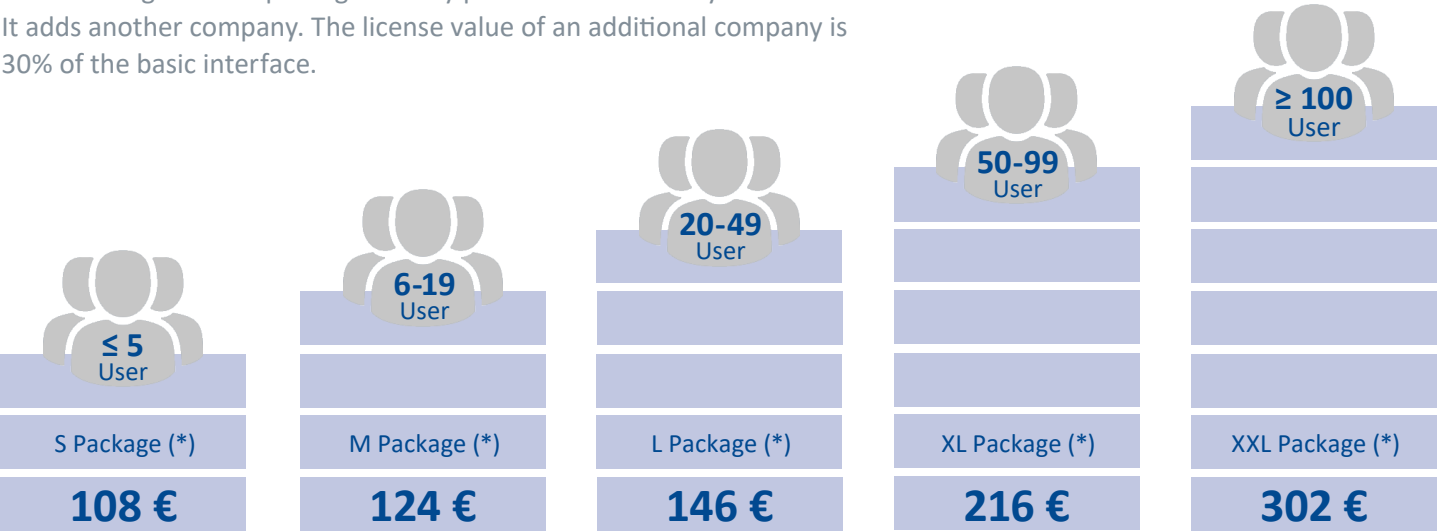 It adds another company. The license value of an additional company is
30% of the basic interface.
≥ 100
User
50-99
User
20-49
User
6-19
User
≤ 5
User
S Package (*)
M Package (*)
L Package (*)
XL Package (*)
XXL Package (*)
108 €
124 €
146 €
216 €
302 €